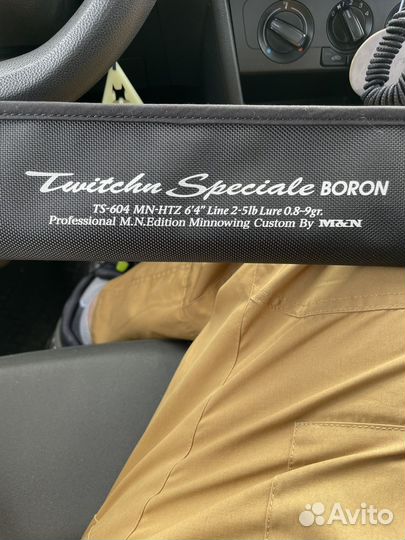 Twitchn Speciale BORON
TS-604 MN-HTZ 6'4" Line 2-5lb Lure 0.8-9gr.
Professional M.N.Edition Minnowing Custom By M&N
Avito